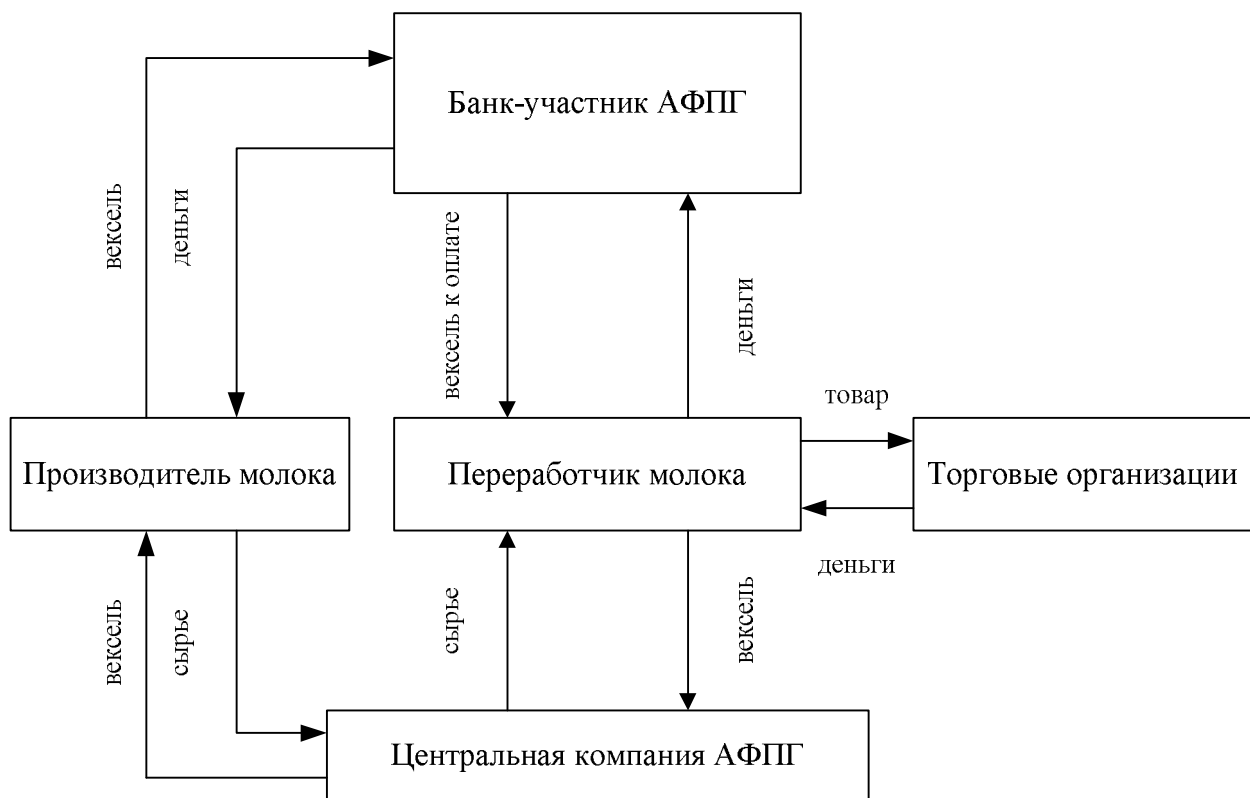 Банк-участник АФПГ
вексель
деньги
вексель к оплате
деньги
товар
Производитель молока
Переработчик молока
Торговые организации
деньги
вексель
сырье
сырье
вексель
Центральная компания АФПГ